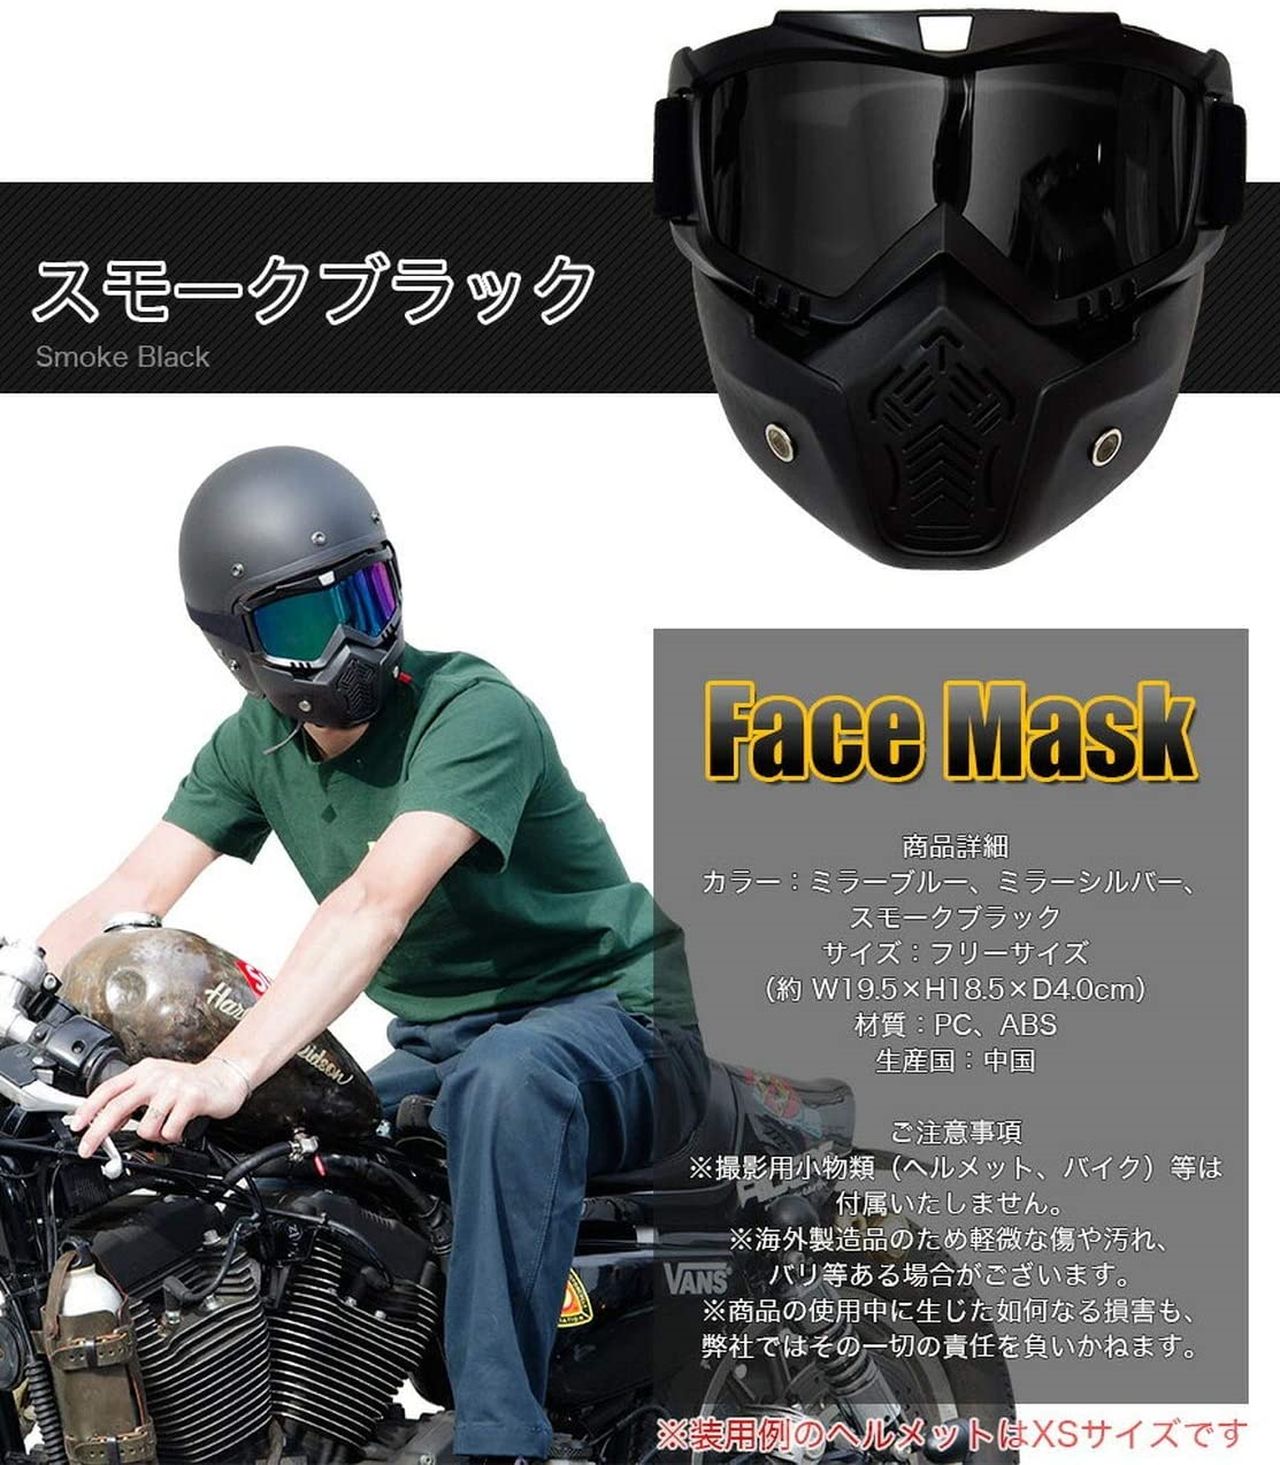 スモークブラック
Smoke Black
Face Mask
商品詳細
カラー：ミラーブルー、ミラーシルバー、
スモークブラック
サイズ：フリーサイズ
（約 W19.5×H18.5×D4.0cm）
材質：PC、ABS
生産国：中国
ご注意事項
※撮影用小物類（ヘルメット、バイク）等は
付属いたしません。
※海外製造品のため軽微な傷や汚れ、
バリ等ある場合がございます。
※商品の使用中に生じた如何なる損害も、
弊社ではその一切の責任を負いかねます。
※装用例のヘルメットはXSサイズです
VANS